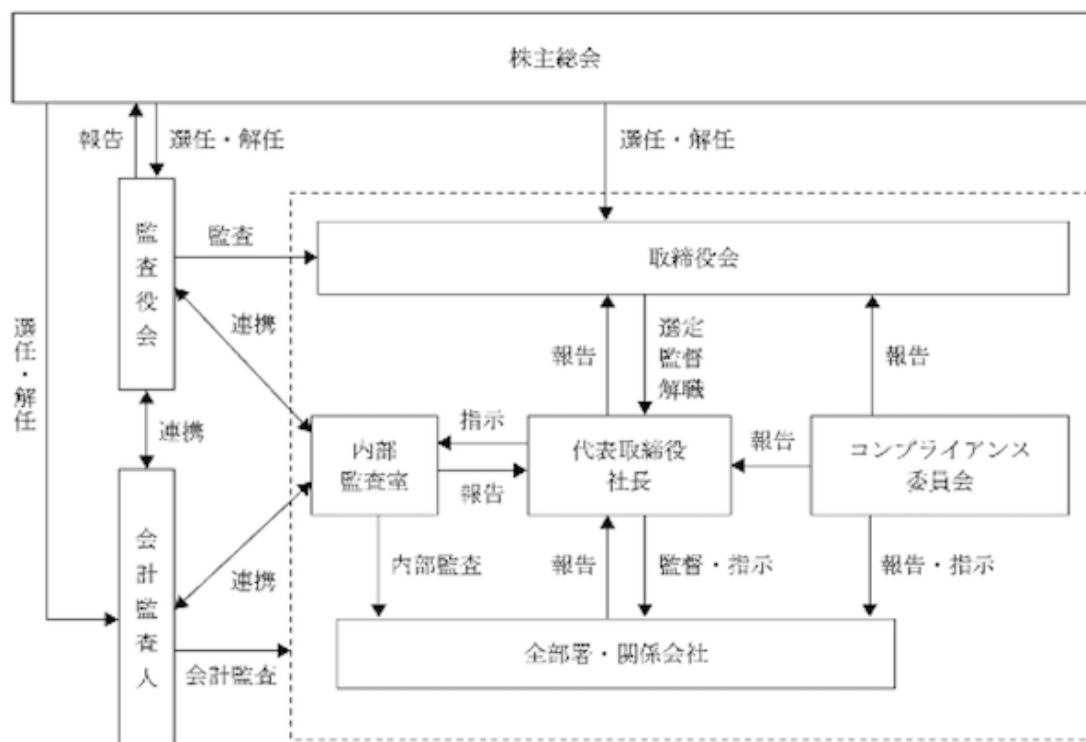 株主総会
報告
選任・解任
選任・解任
監査役会
監査
取締役会
選任・解任
連携
報告
選定
監督
解職
報告
連携
指示
報告
内部
監査室
代表取締役
社長
報告
コンプライアンス
委員会
会計監査人
連携
内部監査
報告
監督・指示
報告・指示
会計監査
全部署・関係会社